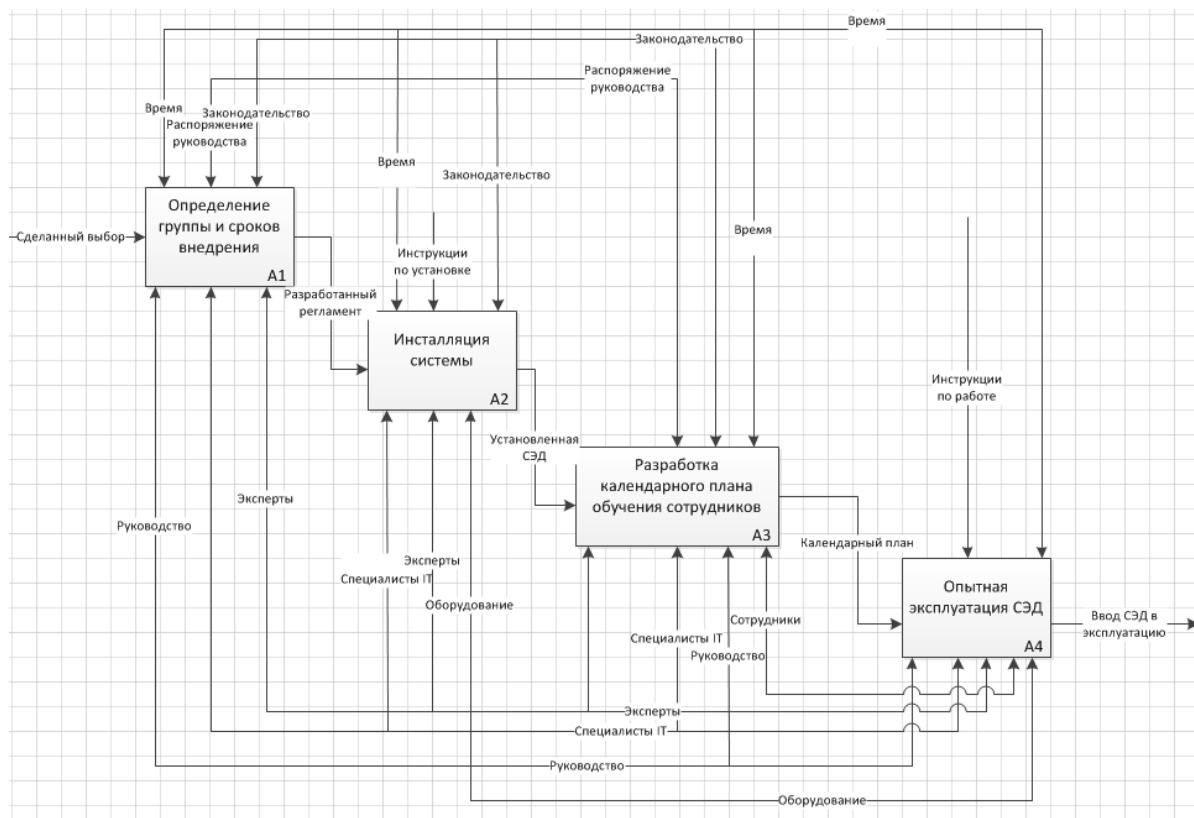 Время
Законодательство
Распоряжение
руководства
Время
Законодательство
Распоряжение
руководства
Время
Законодательство
Определение
группы и сроков
внедрения
A1
Сделанный выбор
Время
Инструкции
по установке
Разработанный
регламент
Инсталляция
системы
A2
Инструкции
по работе
Установленная
СЭД
Разработка
календарного плана
обучения сотрудников
A3
Эксперты
Руководство
Календарный план
Эксперты
Специалисты IT
Оборудование
Опытная
эксплуатация СЭД
A4
Ввод СЭД в
эксплуатацию
Сотрудники
Специалисты IT
Руководство
Эксперты
Специалисты IT
Руководство
Оборудование